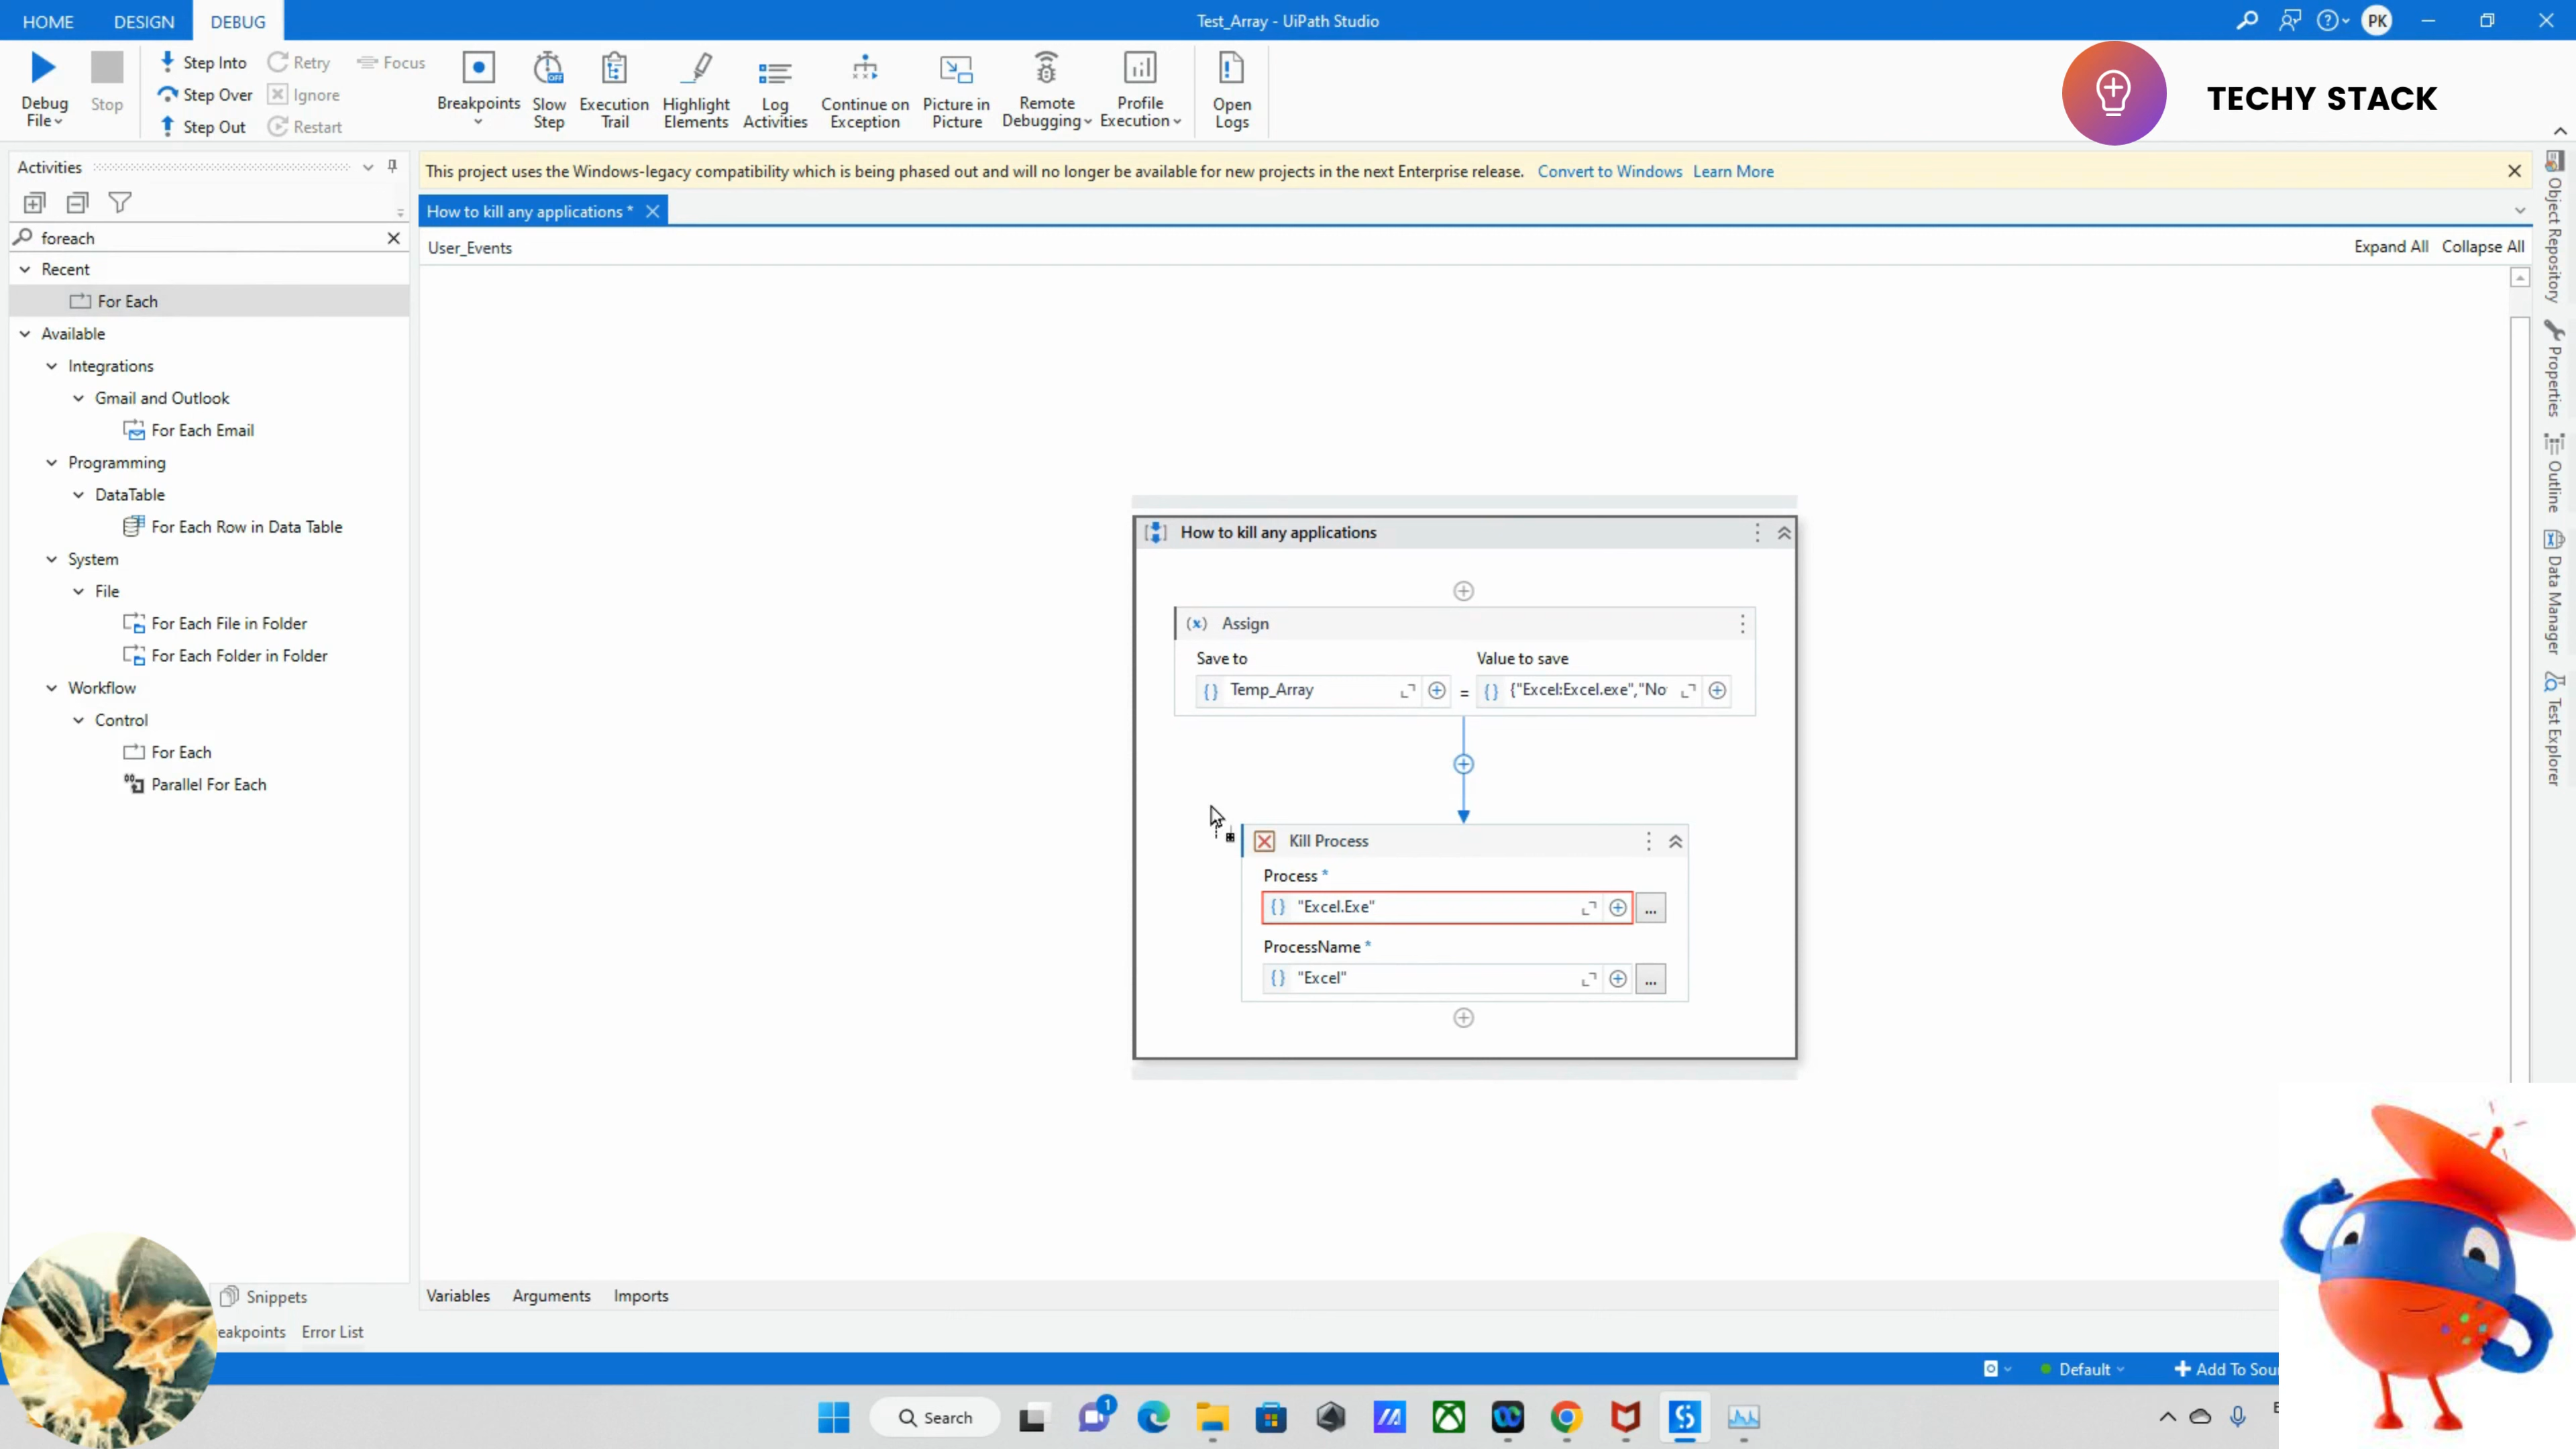 HOME DESIGN DEBUG
Test_Array - UiPath Studio
PK
Debug File
Stop
Step Into
Step Over
Step Out
Retry
Ignore
Restart
Focus
Breakpoints
OFF
Slow Step
Execution Trail
Highlight Elements
Log Activities
Continue on Exception
Picture in Picture
Remote Debugging
Profile Execution
Open Logs
TECHY STACK
Activities
foreach
Recent
For Each
Available
Integrations
Gmail and Outlook
For Each Email
Programming
DataTable
For Each Row in Data Table
System
File
For Each File in Folder
For Each Folder in Folder
Workflow
Control
For Each
Parallel For Each
This project uses the Windows-legacy compatibility which is being phased out and will no longer be available for new projects in the next Enterprise release. Convert to Windows Learn More
How to kill any applications *
User_Events
Expand All Collapse All
How to kill any applications
Assign
Save to Value to save
Temp_Array = {"Excel:Excel.exe","No
Kill Process
Process *
"Excel.Exe"
...
ProcessName *
"Excel"
...
Object Repository
Properties
Outline
Data Manager
Test Explorer
Snippets
Variables Arguments Imports
eakpoints Error List
Default
Add To Sou
Search
1